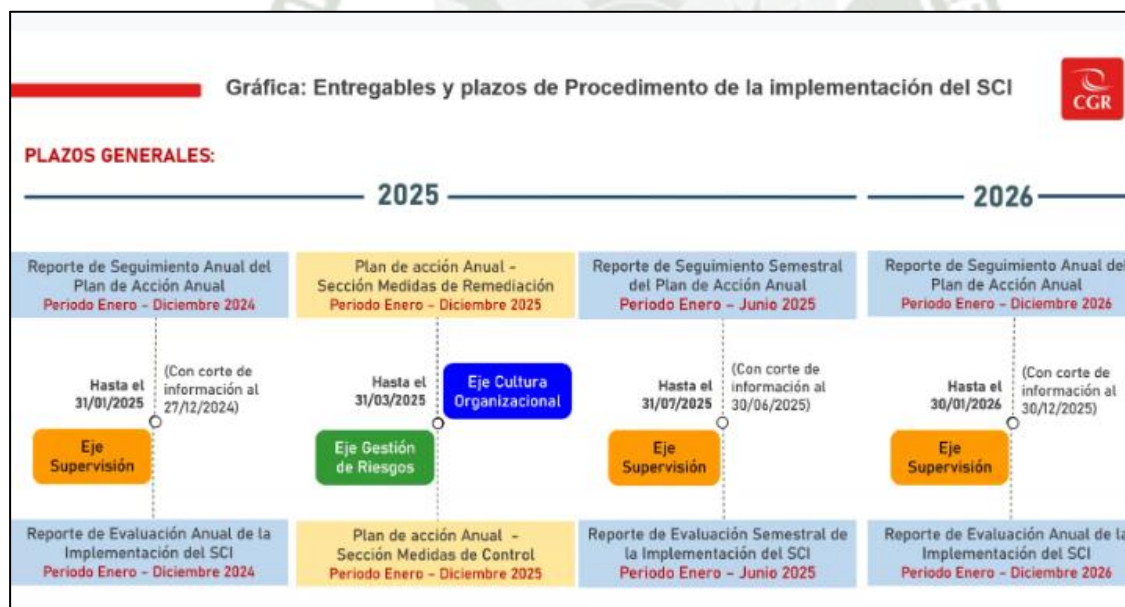 Gráfica: Entregables y plazos de Procedimento de la implementación del SCI
CGR
PLAZOS GENERALES:
2025
2026
Reporte de Seguimiento Anual del
Plan de Acción Anual
Periodo Enero – Diciembre 2024
Plan de acción Anual –
Sección Medidas de Remediación
Periodo Enero – Diciembre 2025
Reporte de Seguimiento Semestral
del Plan de Acción Anual
Periodo Enero – Junio 2025
Reporte de Seguimiento Anual del
Plan de Acción Anual
Periodo Enero – Diciembre 2026
Hasta el
31/01/2025
(Con corte de
información al
27/12/2024)
Eje
Supervisión
Hasta el
31/03/2025
Eje Cultura
Organizacional
Eje Gestión
de Riesgos
Hasta el
31/07/2025
(Con corte de
información al
30/06/2025)
Eje
Supervisión
Hasta el
30/01/2026
(Con corte de
información al
30/12/2025)
Eje
Supervisión
Reporte de Evaluación Anual de la
Implementación del SCI
Periodo Enero – Diciembre 2024
Plan de acción Anual –
Sección Medidas de Control
Periodo Enero – Diciembre 2025
Reporte de Evaluación Semestral de
la Implementación del SCI
Periodo Enero – Junio 2025
Reporte de Evaluación Anual de la
Implementación del SCI
Periodo Enero – Diciembre 2026